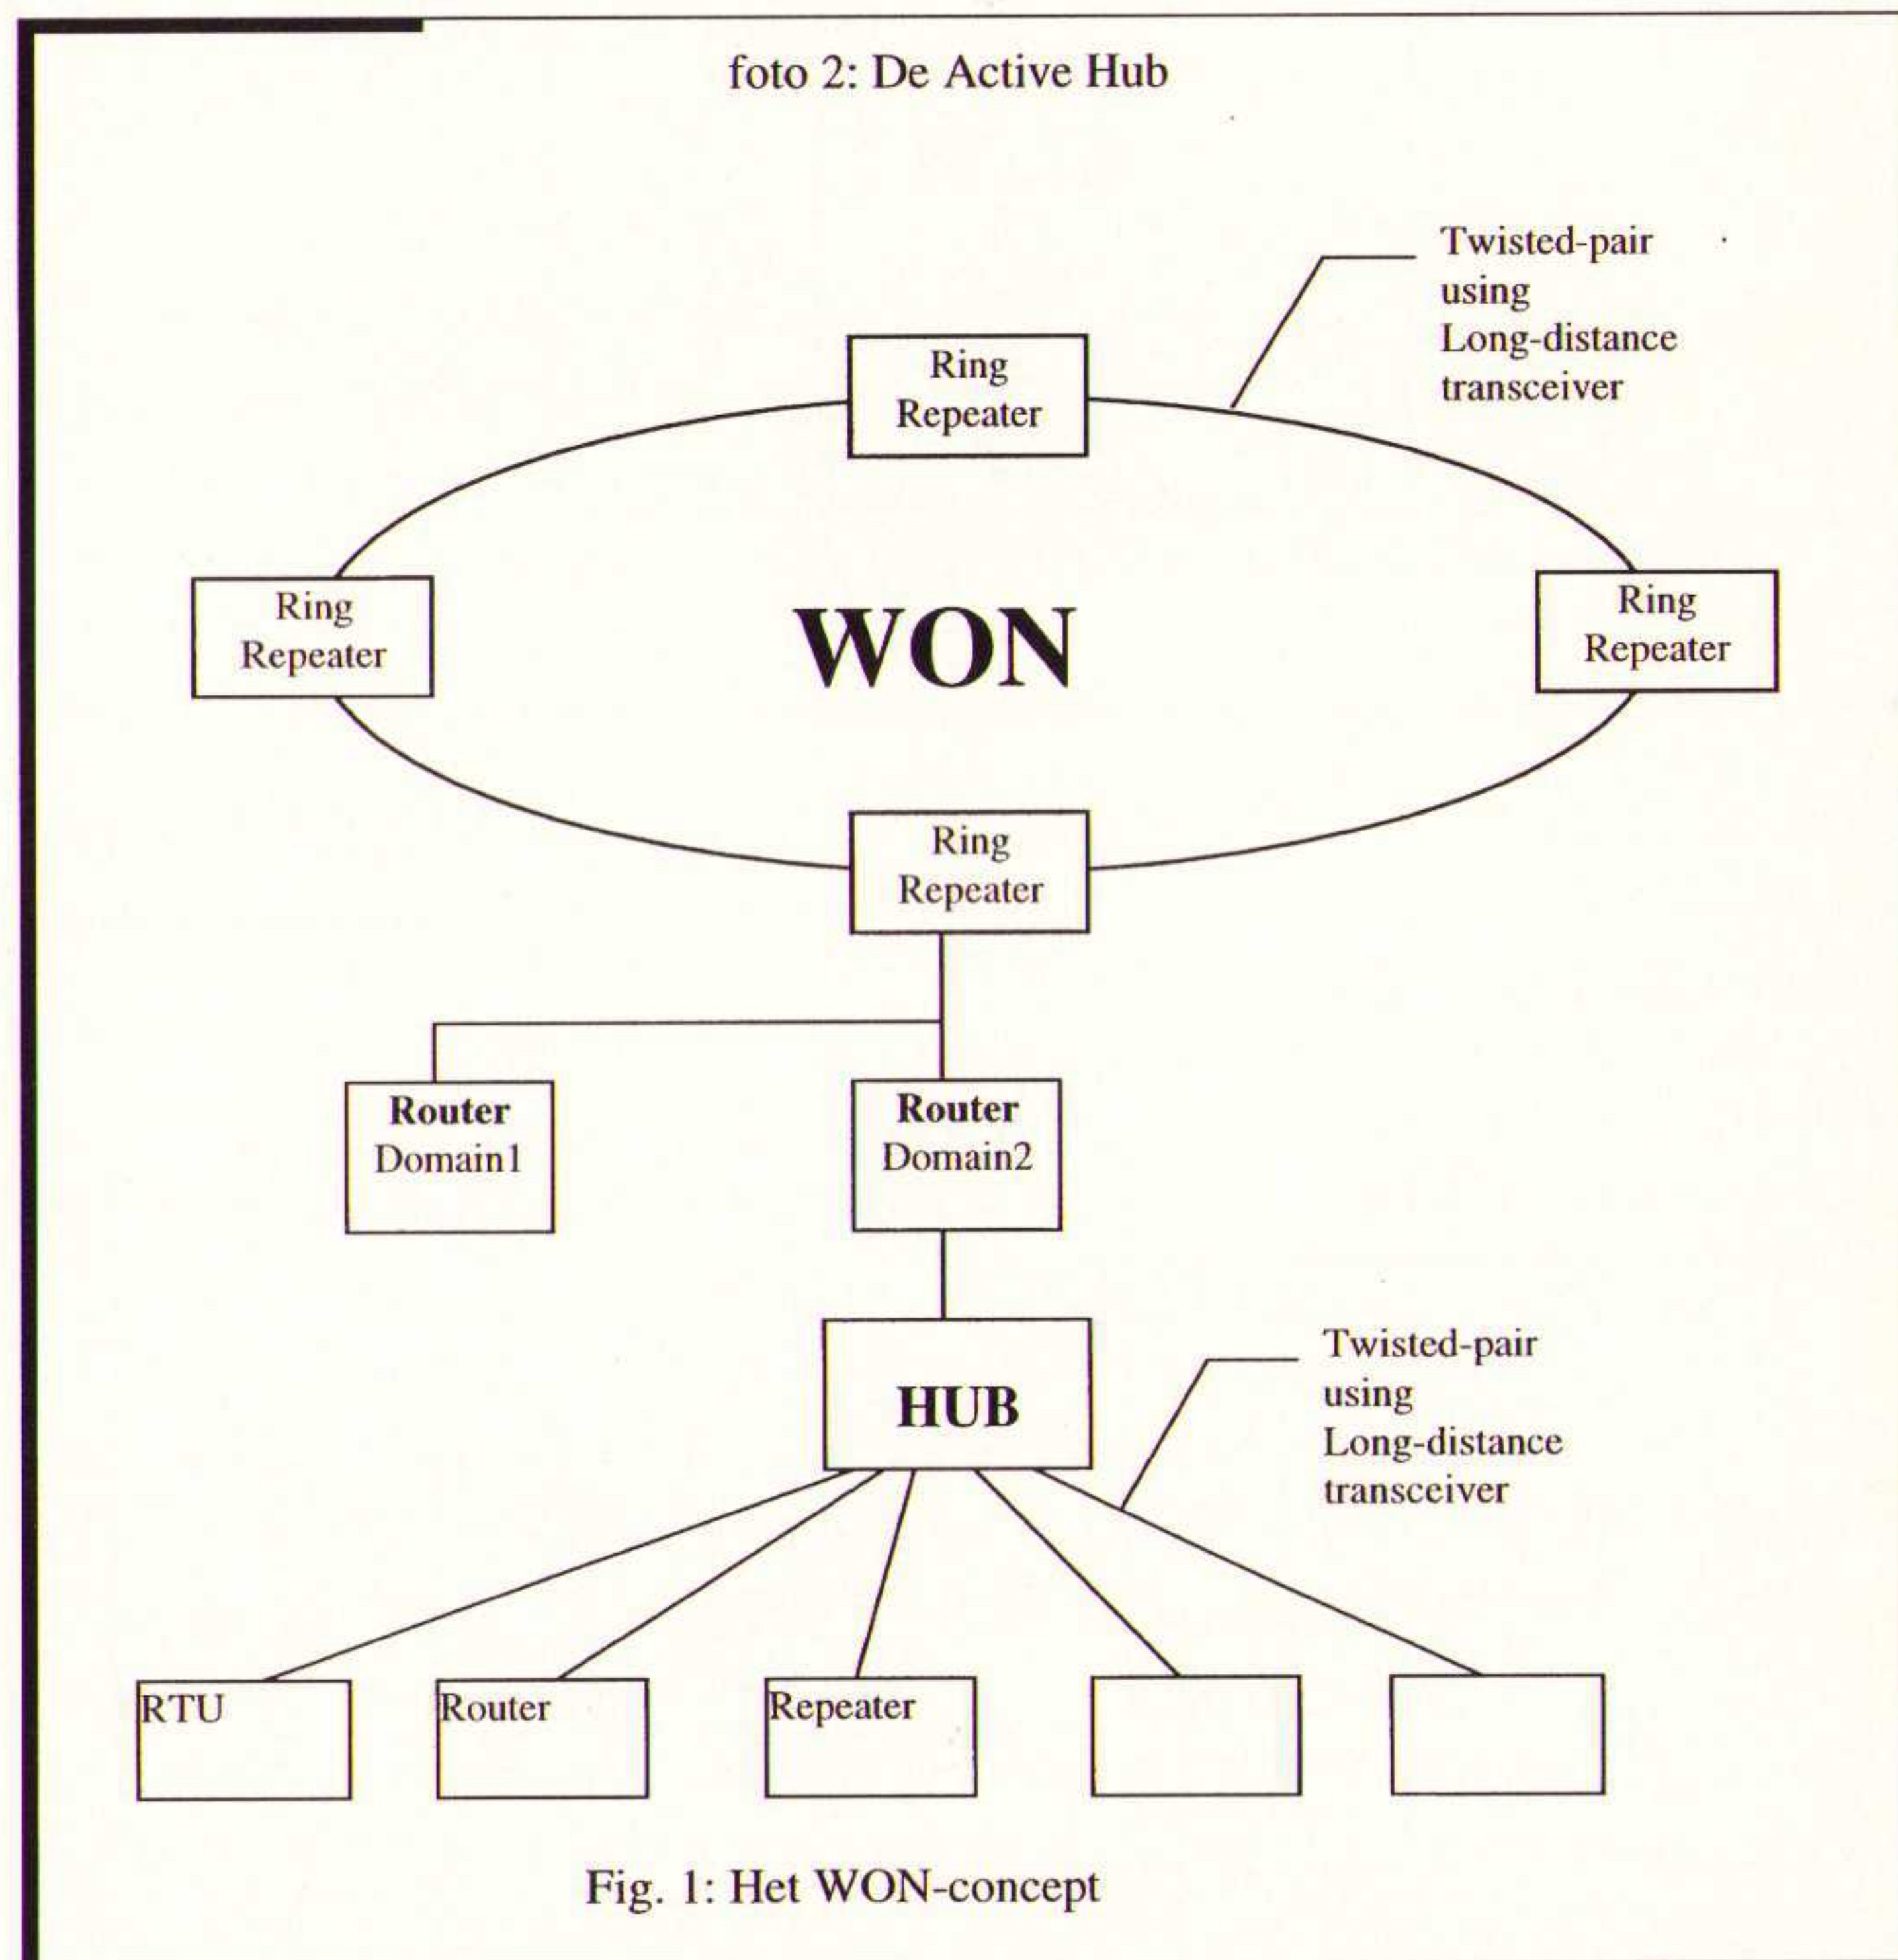 foto 2: De Active Hub
Twisted-pair
using
Long-distance
transceiver
Ring
Repeater
Ring
Repeater
WON
Ring
Repeater
Ring
Repeater
Router
Domain1
Router
Domain2
HUB
Twisted-pair
using
Long-distance
transceiver
RTU
Router
Repeater
Fig. 1: Het WON-concept